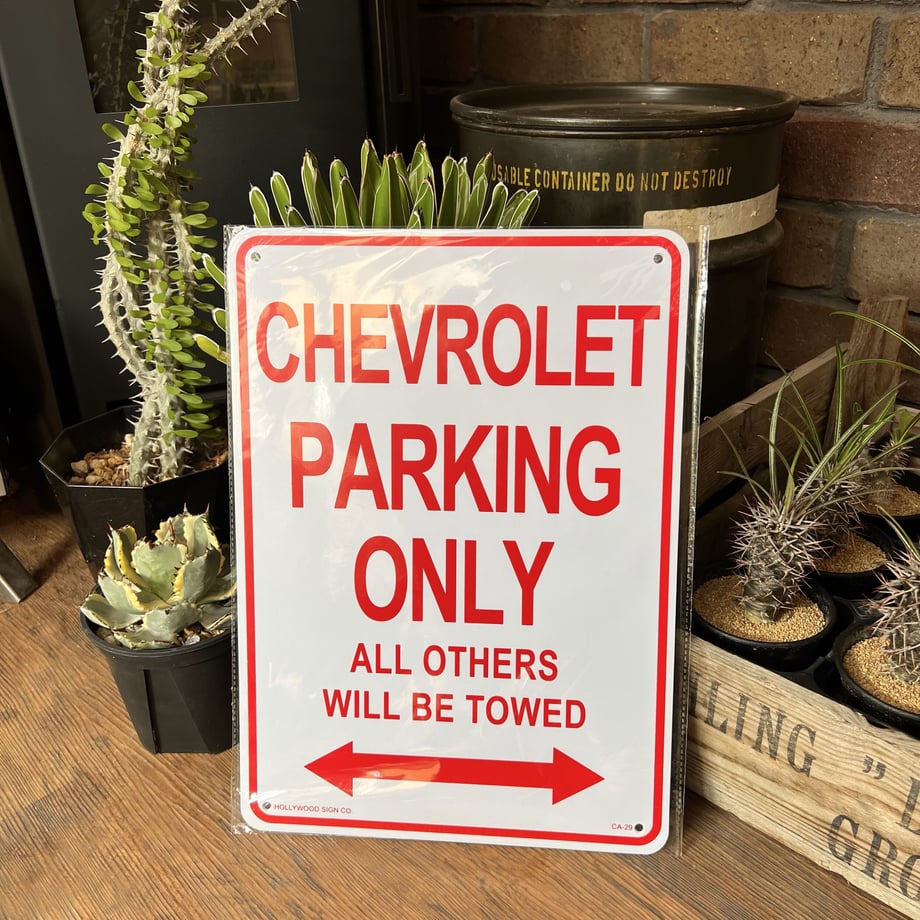 USABLE CONTAINER DO NOT DESTROY
CHEVROLET
PARKING
ONLY
ALL OTHERS
WILL BE TOWED
HOLLYWOOD SIGN CO.
CA-29
LING "
GRO